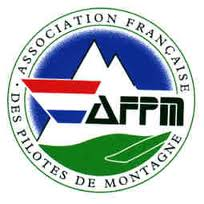 ASSOCIATION FRANÇAISE
AFPM
· DES PILOTES DE MONTAGNE ·